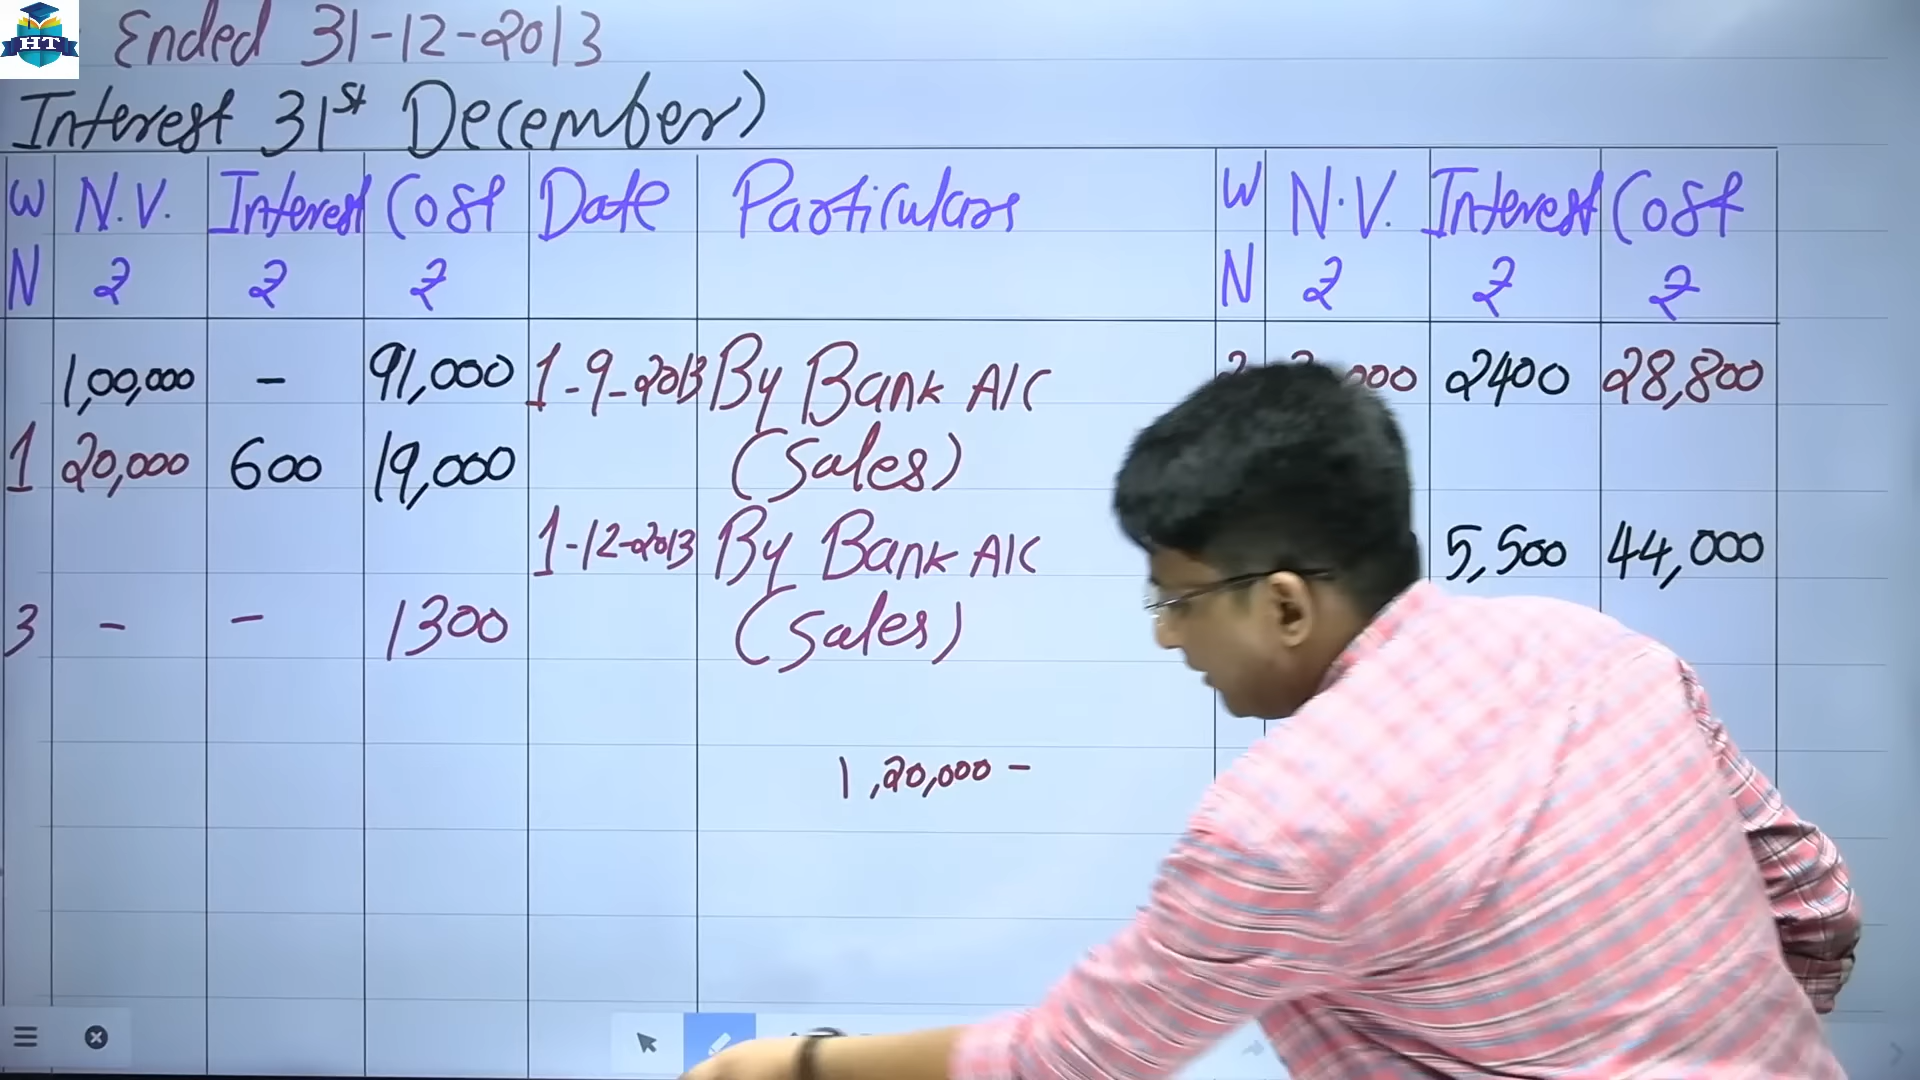 HT
Ended 31-12-2013
Interest 31st December)
W N.V. Interest Cost Date Particulars W N.V. Interest Cost
N ₹ ₹ ₹ N ₹ ₹ ₹
1,00,000 - 91,000 1-9-2013 By Bank A/C 2400 28,800
1 20,000 600 19,000 (Sales)
1-12-2013 By Bank A/C 5,500 44,000
3 - - 1300 (Sales)
1,20,000 -